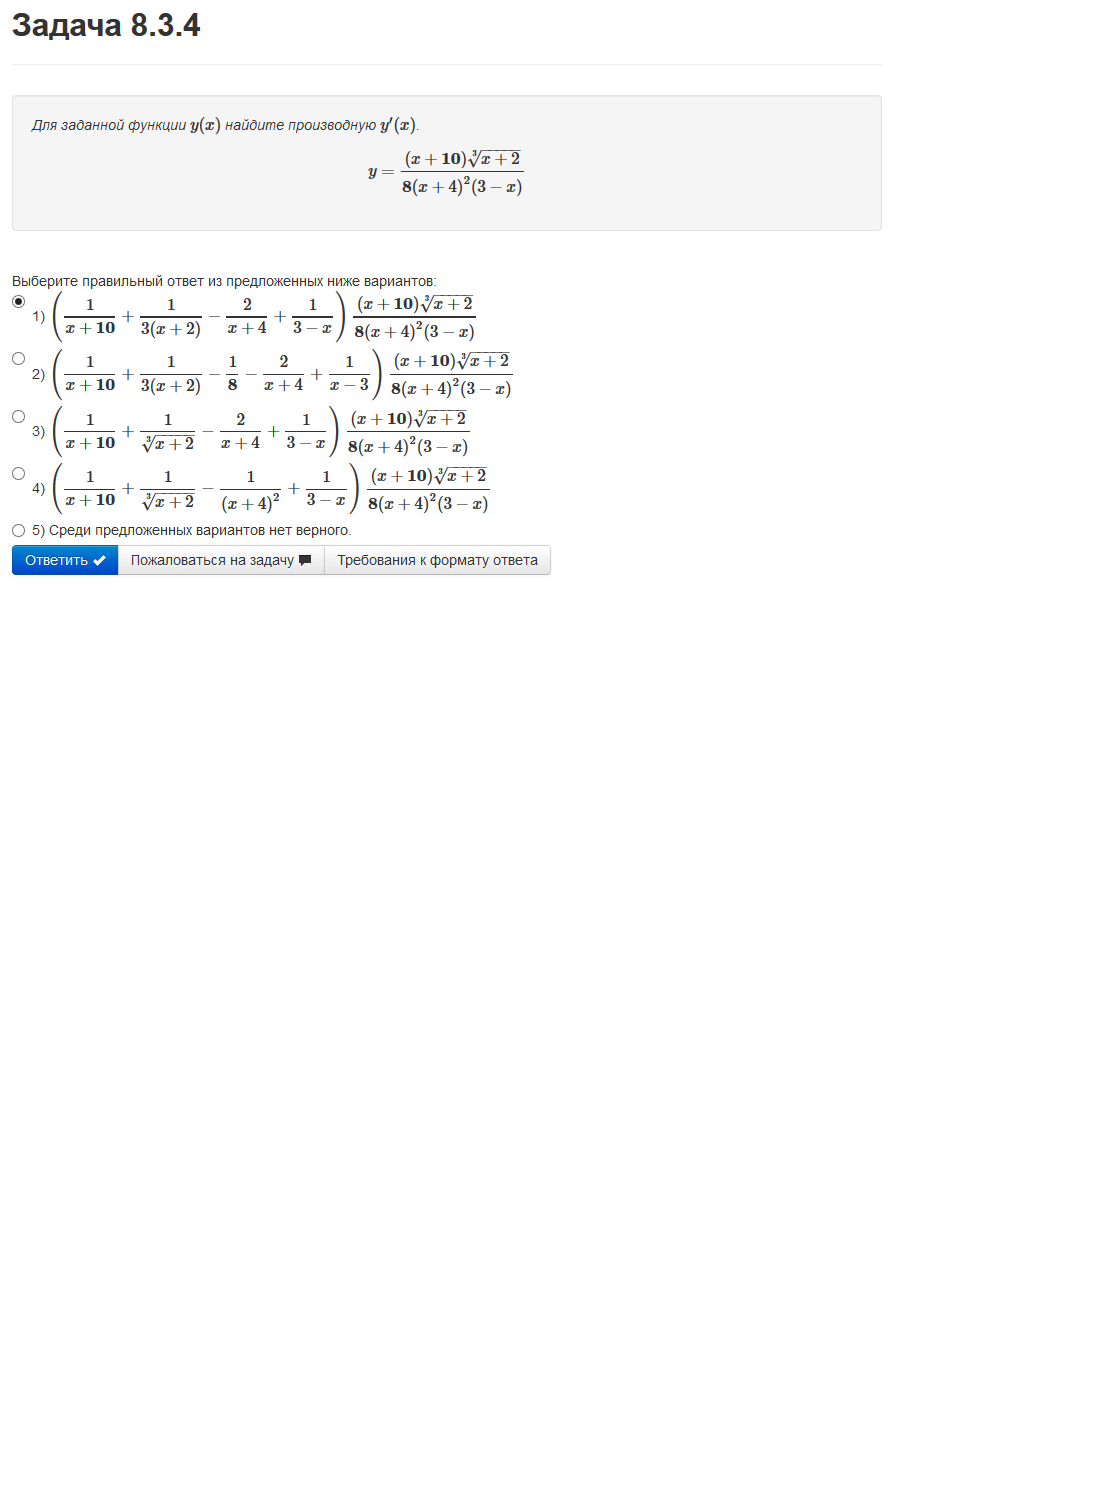 Задача 8.3.4
Для заданной функции y(x) найдите производную y′(x).
y = \frac{(x + 10)\sqrt[3]{x + 2}}{8(x + 4)^2(3 − x)}
Выберите правильный ответ из предложенных ниже вариантов:
1) \left(\frac{1}{x + 10} + \frac{1}{3(x + 2)} − \frac{2}{x + 4} + \frac{1}{3 − x}\right) \frac{(x + 10)\sqrt[3]{x + 2}}{8(x + 4)^2(3 − x)}
2) \left(\frac{1}{x + 10} + \frac{1}{3(x + 2)} − \frac{1}{8} − \frac{2}{x + 4} + \frac{1}{x − 3}\right) \frac{(x + 10)\sqrt[3]{x + 2}}{8(x + 4)^2(3 − x)}
3) \left(\frac{1}{x + 10} + \frac{1}{\sqrt[3]{x + 2}} − \frac{2}{x + 4} + \frac{1}{3 − x}\right) \frac{(x + 10)\sqrt[3]{x + 2}}{8(x + 4)^2(3 − x)}
4) \left(\frac{1}{x + 10} + \frac{1}{\sqrt[3]{x + 2}} − \frac{1}{(x + 4)^2} + \frac{1}{3 − x}\right) \frac{(x + 10)\sqrt[3]{x + 2}}{8(x + 4)^2(3 − x)}
5) Среди предложенных вариантов нет верного.
Ответить Пожаловаться на задачу Требования к формату ответа